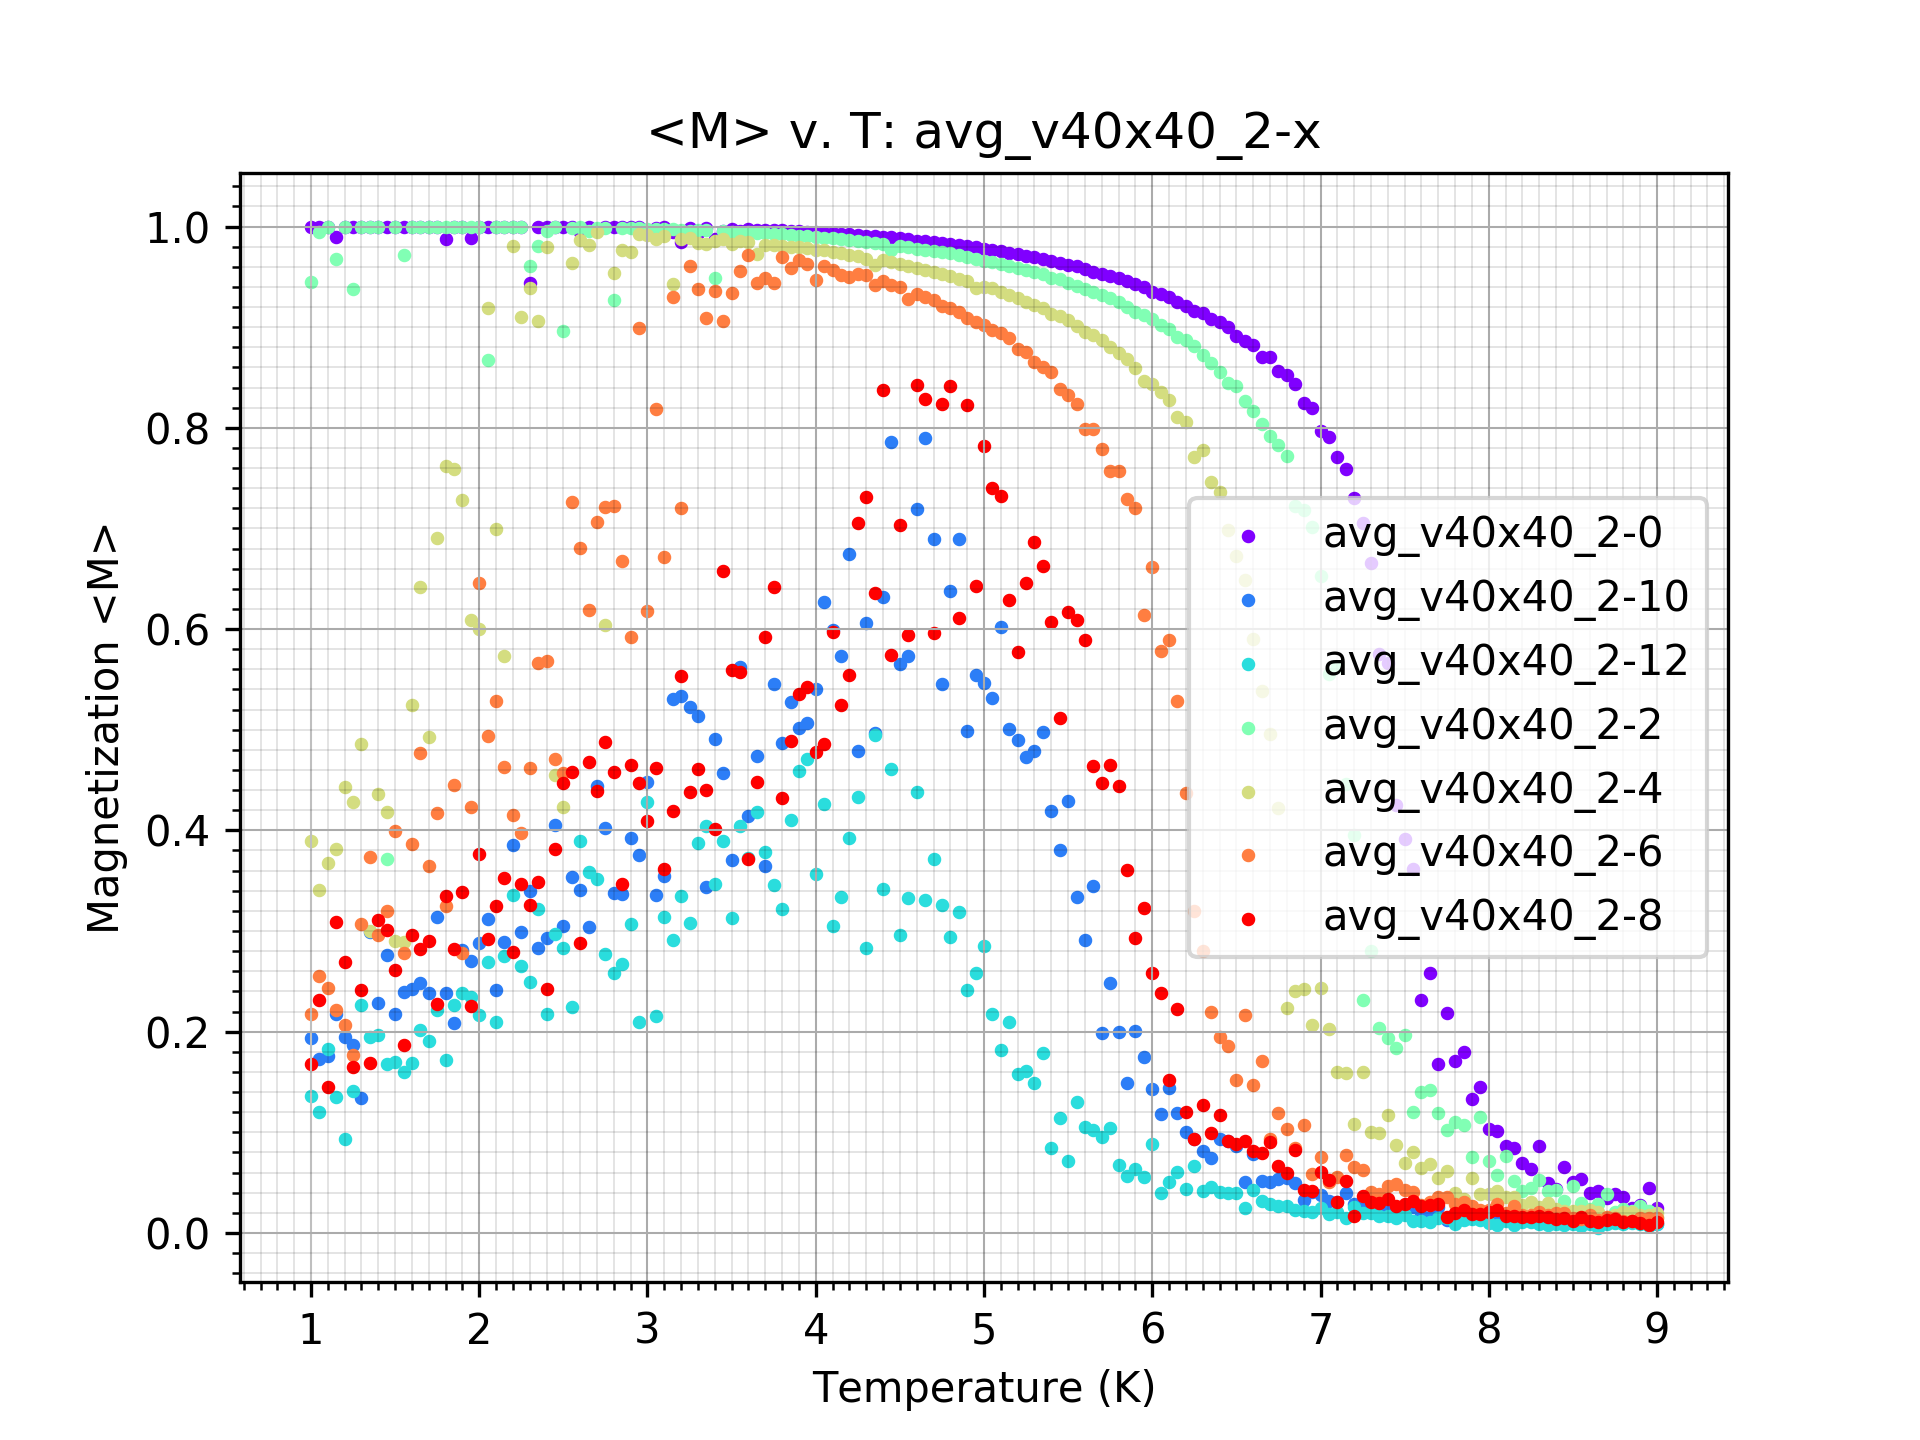 <M> v. T: avg_v40x40_2-x
Magnetization <M>
1.0
0.8
0.6
0.4
0.2
0.0
avg_v40x40_2-0
avg_v40x40_2-10
avg_v40x40_2-12
avg_v40x40_2-2
avg_v40x40_2-4
avg_v40x40_2-6
avg_v40x40_2-8
1 2 3 4 5 6 7 8 9
Temperature (K)